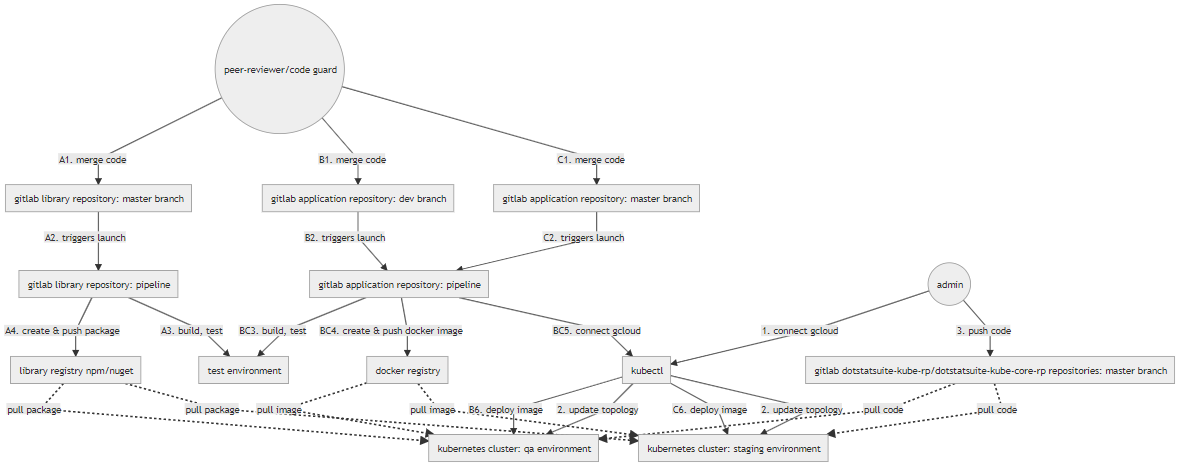 peer-reviewer/code guard
A1. merge code
B1. merge code
C1. merge code
gitlab library repository: master branch
gitlab application repository: dev branch
gitlab application repository: master branch
A2. triggers launch
B2. triggers launch
C2. triggers launch
gitlab library repository: pipeline
gitlab application repository: pipeline
admin
A4. create & push package
A3. build, test
BC3. build, test
BC4. create & push docker image
BC5. connect gcloud
1. connect gcloud
3. push code
library registry npm/nuget
test environment
docker registry
kubectl
gitlab dotstatsuite-kube-rp/dotstatsuite-kube-core-rp repositories: master branch
pull package
pull package
pull image
pull image
B6. deploy image
2. update topology
C6. deploy image
2. update topology
pull code
pull code
kubernetes cluster: qa environment
kubernetes cluster: staging environment